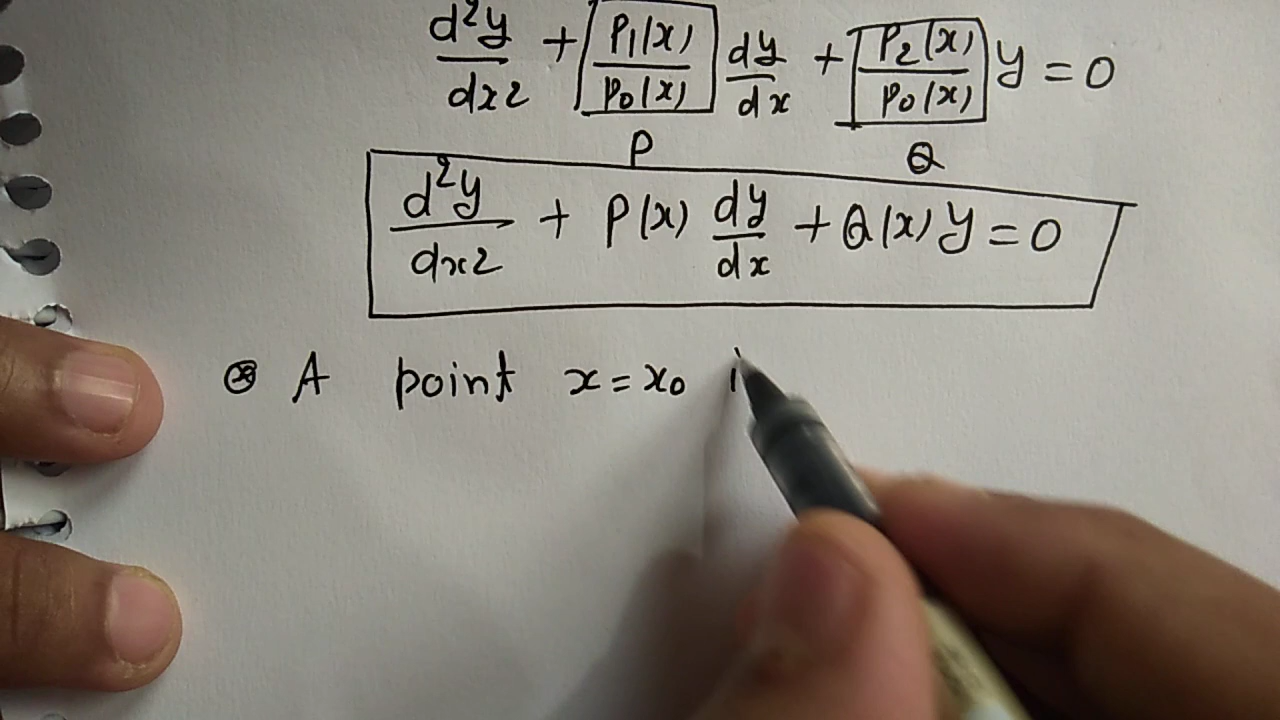 d²y/dx2 + P1(x)/P0(x) dy/dx + P2(x)/P0(x) y = 0
P Q
d²y/dx2 + P(x) dy/dx + Q(x) y = 0
⊛ A point x = x0 i